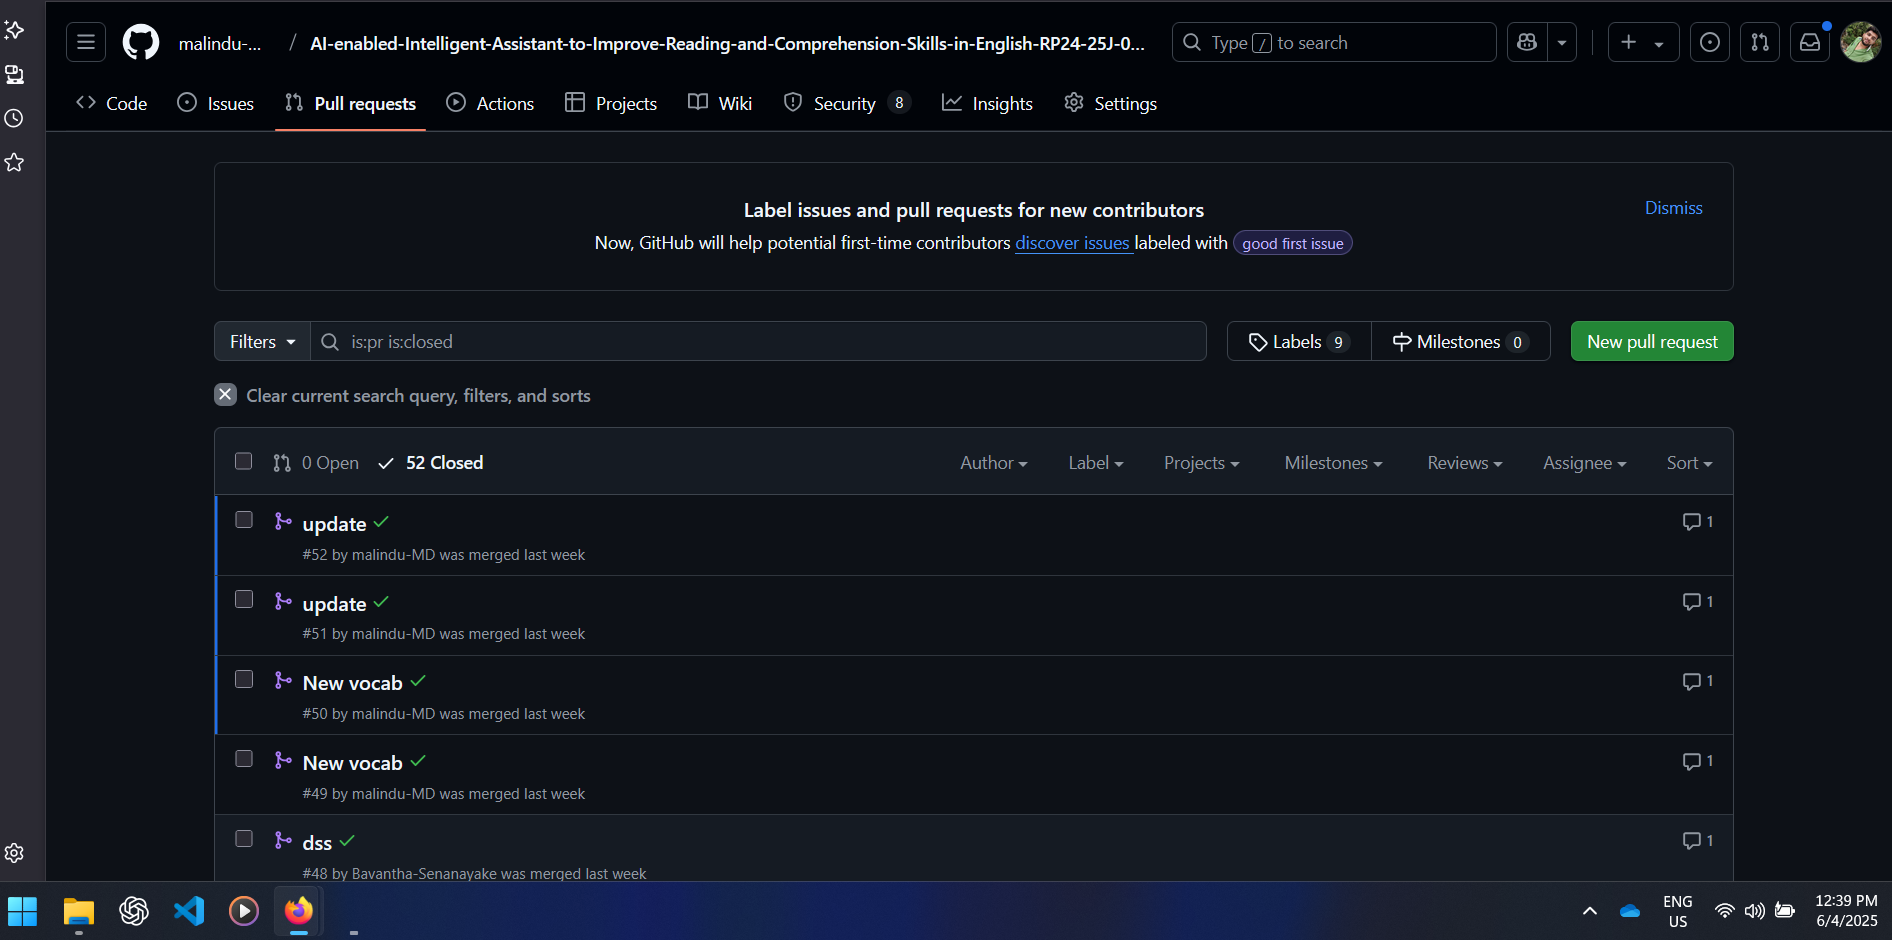 malindu-... / AI-enabled-Intelligent-Assistant-to-Improve-Reading-and-Comprehension-Skills-in-English-RP24-25J-0... Type / to search
Code Issues Pull requests Actions Projects Wiki Security 8 Insights Settings
Label issues and pull requests for new contributors
Dismiss
Now, GitHub will help potential first-time contributors discover issues labeled with good first issue
Filters is:pr is:closed Labels 9 Milestones 0 New pull request
Clear current search query, filters, and sorts
0 Open 52 Closed Author Label Projects Milestones Reviews Assignee Sort
update 1
#52 by malindu-MD was merged last week
update 1
#51 by malindu-MD was merged last week
New vocab 1
#50 by malindu-MD was merged last week
New vocab 1
#49 by malindu-MD was merged last week
dss 1
#48 by Bavantha-Senanayake was merged last week
ENG 12:39 PM
US 6/4/2025